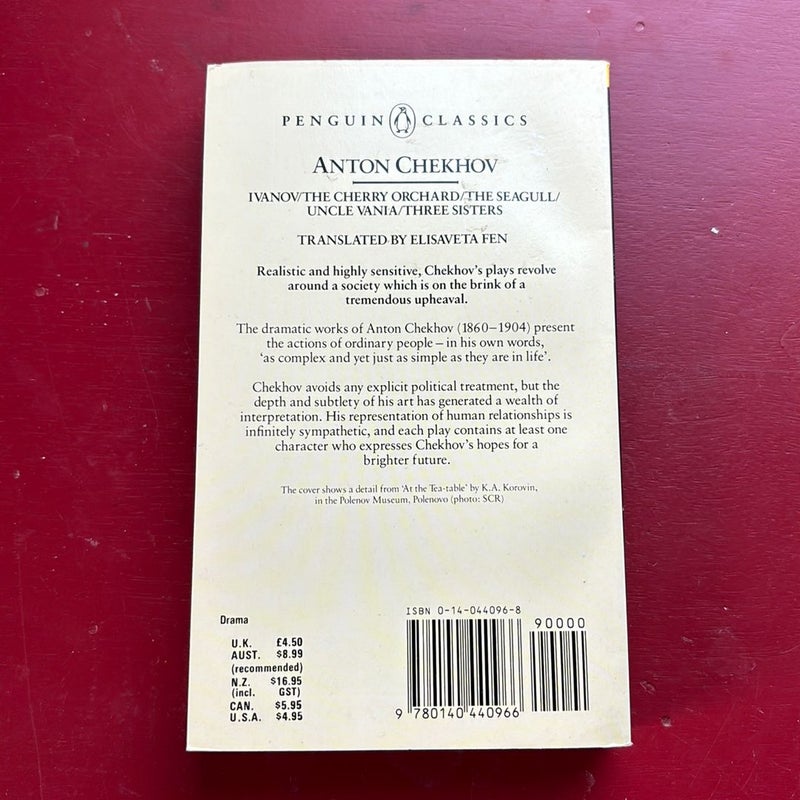 PENGUIN CLASSICS
ANTON CHEKHOV
IVANOV/THE CHERRY ORCHARD/THE SEAGULL/
UNCLE VANIA/THREE SISTERS
TRANSLATED BY ELISAVETA FEN
Realistic and highly sensitive, Chekhov's plays revolve
around a society which is on the brink of a
tremendous upheaval.
The dramatic works of Anton Chekhov (1860–1904) present
the actions of ordinary people – in his own words,
'as complex and yet just as simple as they are in life'.
Chekhov avoids any explicit political treatment, but the
depth and subtlety of his art has generated a wealth of
interpretation. His representation of human relationships is
infinitely sympathetic, and each play contains at least one
character who expresses Chekhov's hopes for a
brighter future.
The cover shows a detail from 'At the Tea-table' by K.A. Korovin,
in the Polenov Museum, Polenovo (photo: SCR)
ISBN 0-14-044096-8
90000
9 780140 440966
Drama
U.K. £4.50
AUST. $8.99
(recommended)
N.Z. $16.95
(incl. GST)
CAN. $5.95
U.S.A. $4.95